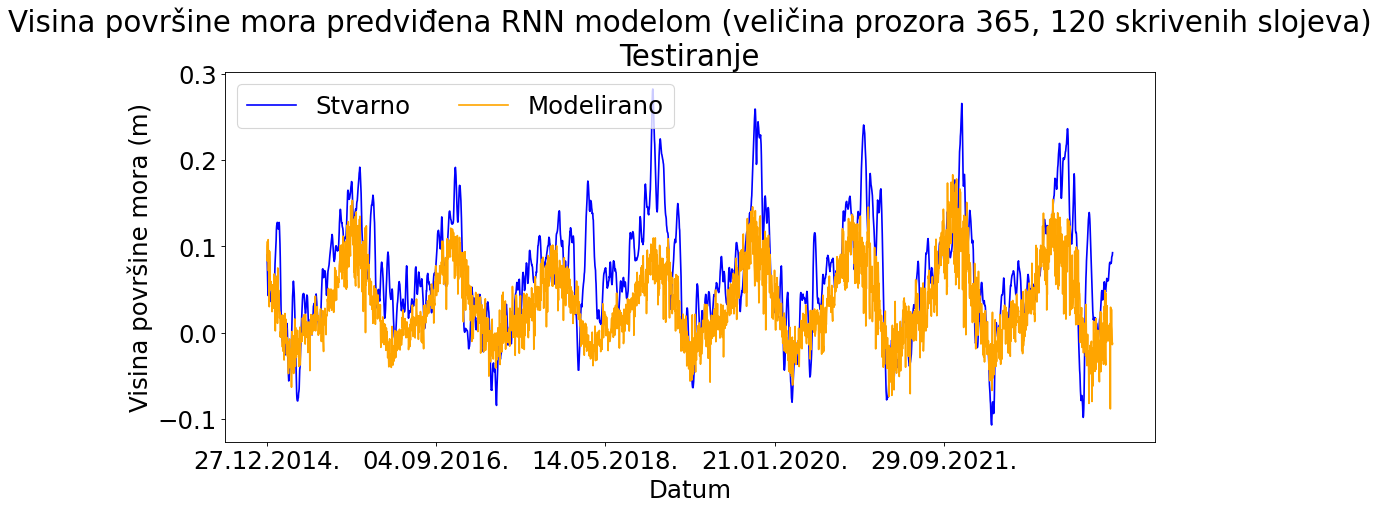 Visina površine mora predviđena RNN modelom (veličina prozora 365, 120 skrivenih slojeva)
Testiranje
Stvarno
Modelirano
Visina površine mora (m)
0.3
0.2
0.1
0.0
−0.1
27.12.2014.
04.09.2016.
14.05.2018.
21.01.2020.
29.09.2021.
Datum